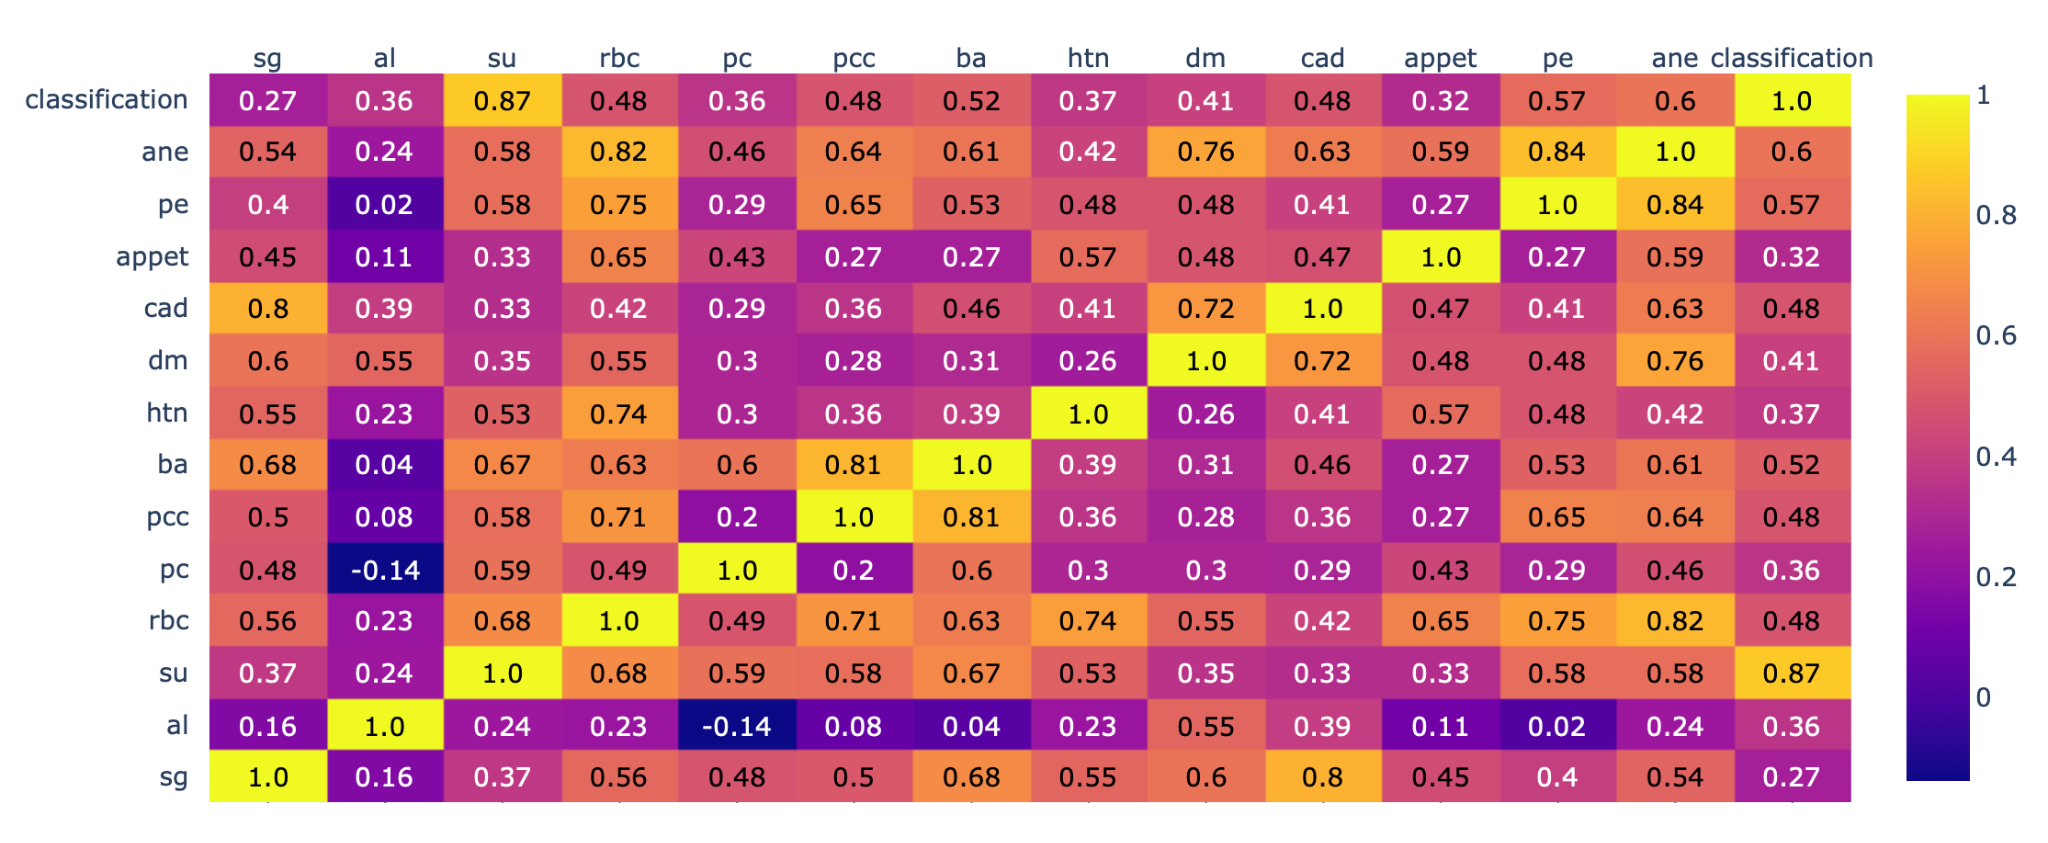 sg al su rbc pc pcc ba htn dm cad appet pe ane classification
classification 0.27 0.36 0.87 0.48 0.36 0.48 0.52 0.37 0.41 0.48 0.32 0.57 0.6 1.0 1
ane 0.54 0.24 0.58 0.82 0.46 0.64 0.61 0.42 0.76 0.63 0.59 0.84 1.0 0.6
pe 0.4 0.02 0.58 0.75 0.29 0.65 0.53 0.48 0.48 0.41 0.27 1.0 0.84 0.57 0.8
appet 0.45 0.11 0.33 0.65 0.43 0.27 0.27 0.57 0.48 0.47 1.0 0.27 0.59 0.32
cad 0.8 0.39 0.33 0.42 0.29 0.36 0.46 0.41 0.72 1.0 0.47 0.41 0.63 0.48 0.6
dm 0.6 0.55 0.35 0.55 0.3 0.28 0.31 0.26 1.0 0.72 0.48 0.48 0.76 0.41
htn 0.55 0.23 0.53 0.74 0.3 0.36 0.39 1.0 0.26 0.41 0.57 0.48 0.42 0.37
ba 0.68 0.04 0.67 0.63 0.6 0.81 1.0 0.39 0.31 0.46 0.27 0.53 0.61 0.52 0.4
pcc 0.5 0.08 0.58 0.71 0.2 1.0 0.81 0.36 0.28 0.36 0.27 0.65 0.64 0.48
pc 0.48 -0.14 0.59 0.49 1.0 0.2 0.6 0.3 0.3 0.29 0.43 0.29 0.46 0.36 0.2
rbc 0.56 0.23 0.68 1.0 0.49 0.71 0.63 0.74 0.55 0.42 0.65 0.75 0.82 0.48
su 0.37 0.24 1.0 0.68 0.59 0.58 0.67 0.53 0.35 0.33 0.33 0.58 0.58 0.87 0
al 0.16 1.0 0.24 0.23 -0.14 0.08 0.04 0.23 0.55 0.39 0.11 0.02 0.24 0.36
sg 1.0 0.16 0.37 0.56 0.48 0.5 0.68 0.55 0.6 0.8 0.45 0.4 0.54 0.27